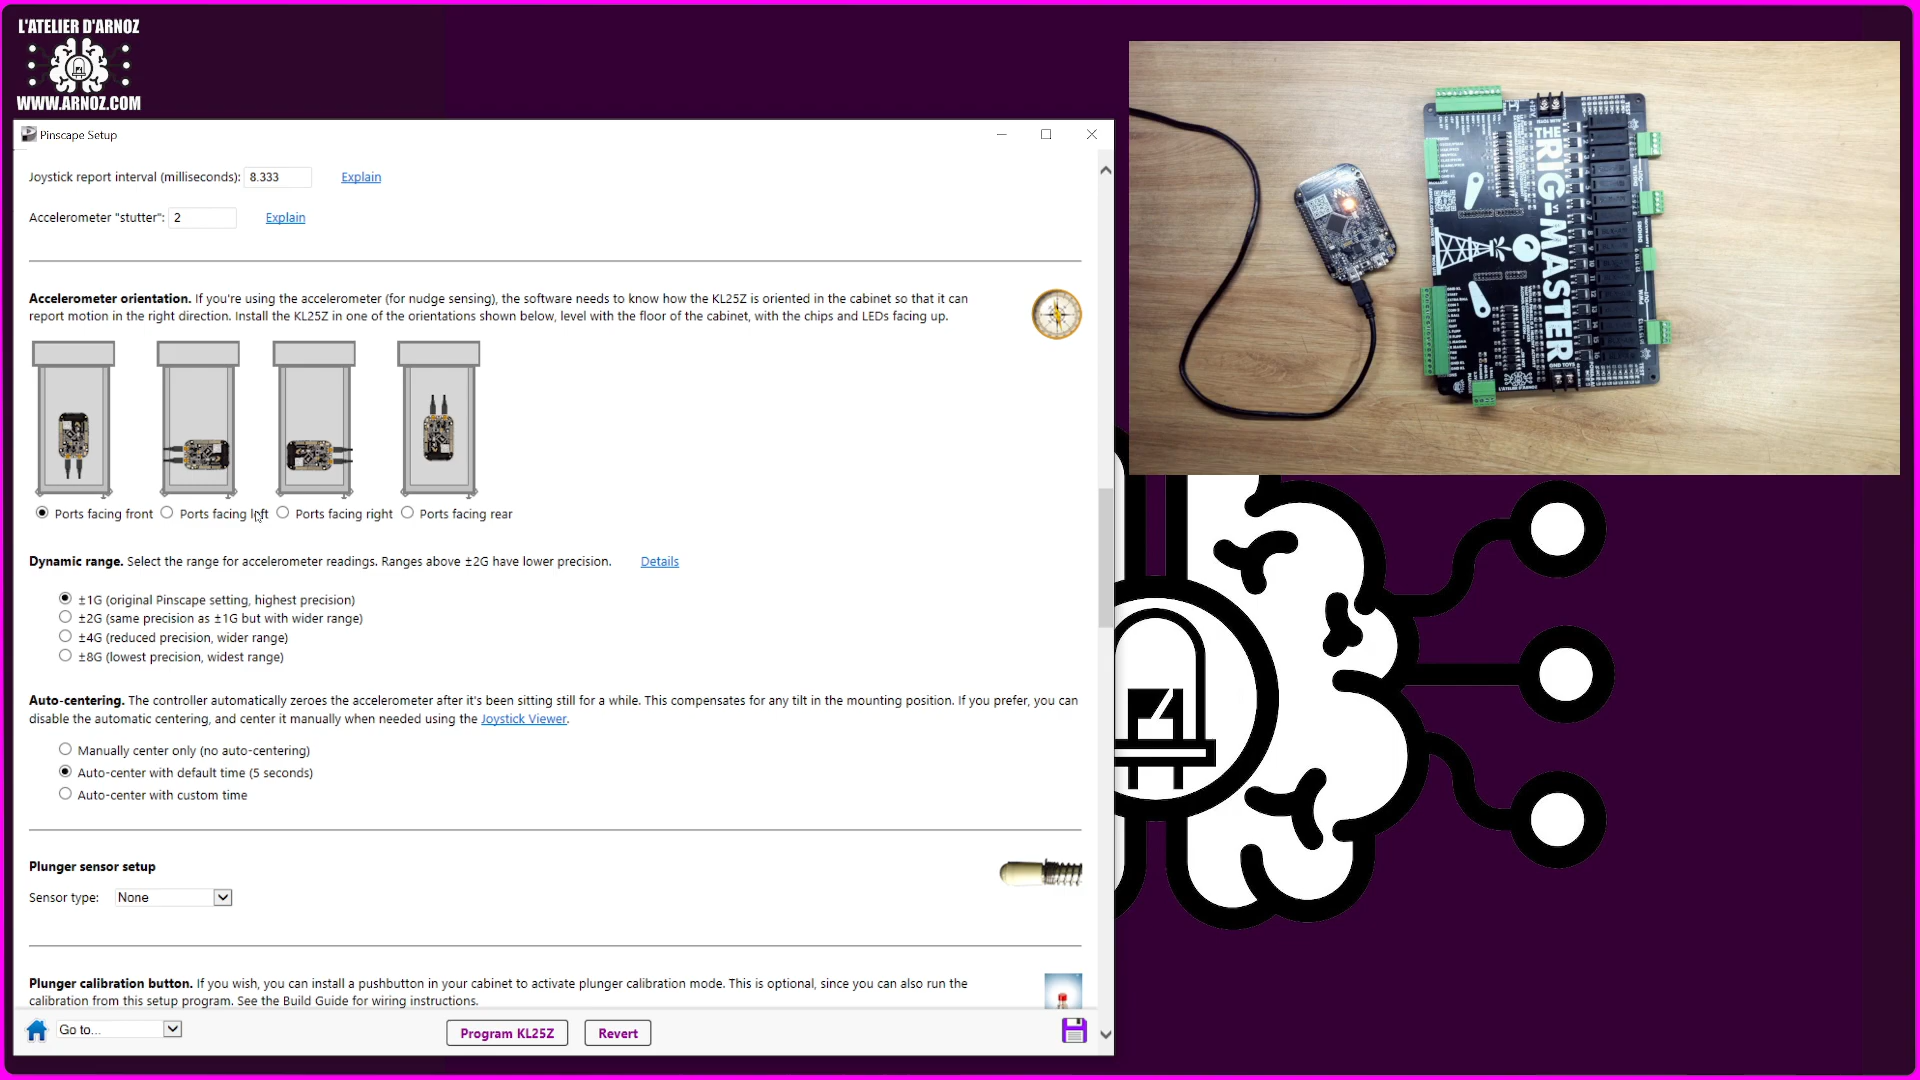 L'ATELIER D'ARNOZ
WWW.ARNOZ.COM
Pinscape Setup
Joystick report interval (milliseconds): 8.333 Explain
Accelerometer "stutter": 2 Explain
Accelerometer orientation. If you're using the accelerometer (for nudge sensing), the software needs to know how the KL25Z is oriented in the cabinet so that it can
report motion in the right direction. Install the KL25Z in one of the orientations shown below, level with the floor of the cabinet, with the chips and LEDs facing up.
Ports facing front Ports facing left Ports facing right Ports facing rear
Dynamic range. Select the range for accelerometer readings. Ranges above ±2G have lower precision. Details
±1G (original Pinscape setting, highest precision)
±2G (same precision as ±1G but with wider range)
±4G (reduced precision, wider range)
±8G (lowest precision, widest range)
Auto-centering. The controller automatically zeroes the accelerometer after it's been sitting still for a while. This compensates for any tilt in the mounting position. If you prefer, you can
disable the automatic centering, and center it manually when needed using the Joystick Viewer.
Manually center only (no auto-centering)
Auto-center with default time (5 seconds)
Auto-center with custom time
Plunger sensor setup
Sensor type: None
Plunger calibration button. If you wish, you can install a pushbutton in your cabinet to activate plunger calibration mode. This is optional, since you can also run the
calibration from this setup program. See the Build Guide for wiring instructions.
Go to... Program KL25Z Revert
THE
RIG-MASTER